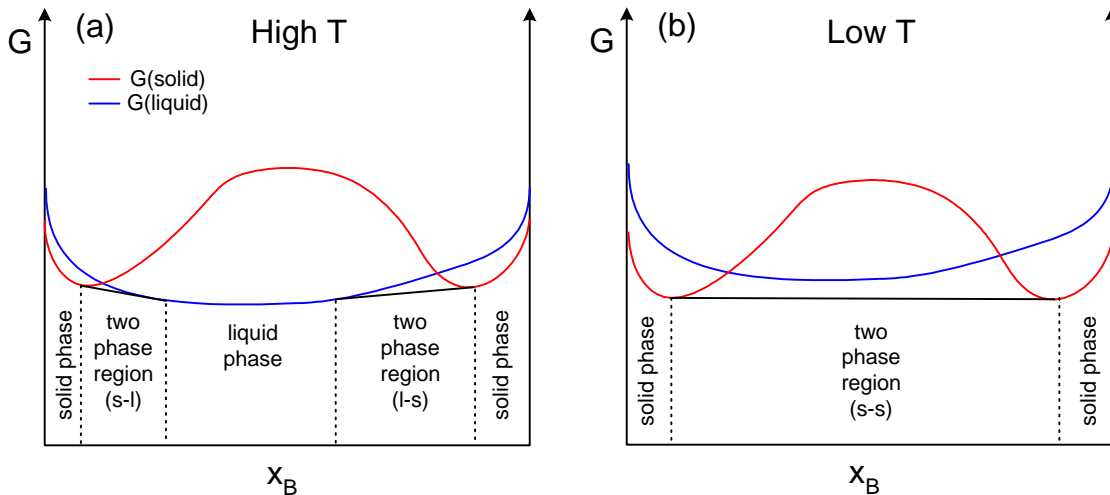 (a)
High T
G
G(solid)
G(liquid)
solid phase
two
phase
region
(s-l)
liquid
phase
two
phase
region
(l-s)
solid phase
x_B
(b)
Low T
G
solid phase
two
phase
region
(s-s)
solid phase
x_B